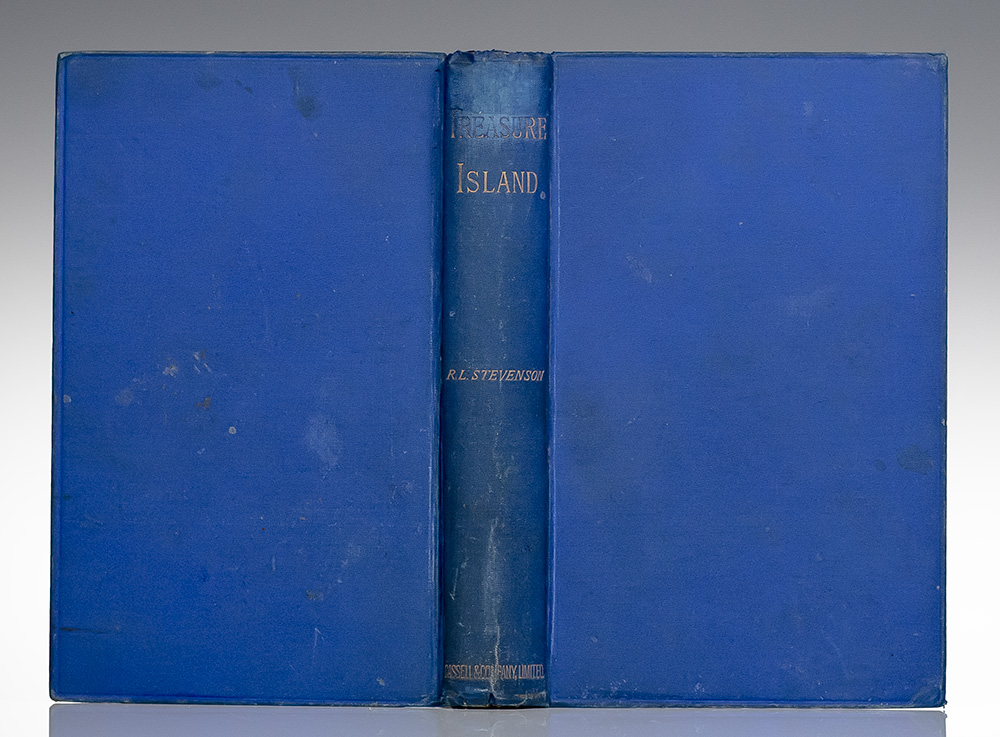 TREASURE
ISLAND.
R.L. STEVENSON
CASSELL & COMPANY, LIMITED.